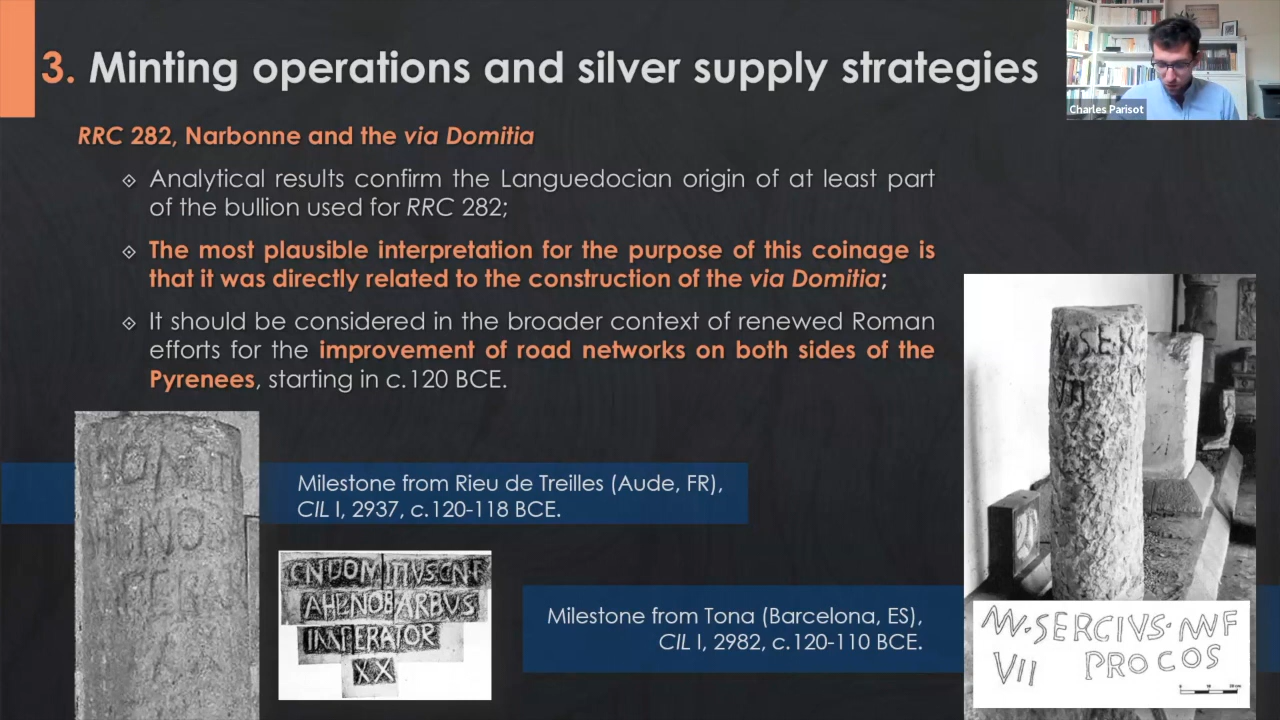 3. Minting operations and silver supply strategies
Charles Parisot
RRC 282, Narbonne and the via Domitia
Analytical results confirm the Languedocian origin of at least part
of the bullion used for RRC 282;
The most plausible interpretation for the purpose of this coinage is
that it was directly related to the construction of the via Domitia;
It should be considered in the broader context of renewed Roman
efforts for the improvement of road networks on both sides of the
Pyrenees, starting in c.120 BCE.
Milestone from Rieu de Treilles (Aude, FR),
CIL I, 2937, c.120-118 BCE.
CN DOMITIVS CN F
AHENOBARBVS
IMPERATOR
XX
Milestone from Tona (Barcelona, ES),
CIL I, 2982, c.120-110 BCE.
M·SERGIVS·MF
VII PROCOS